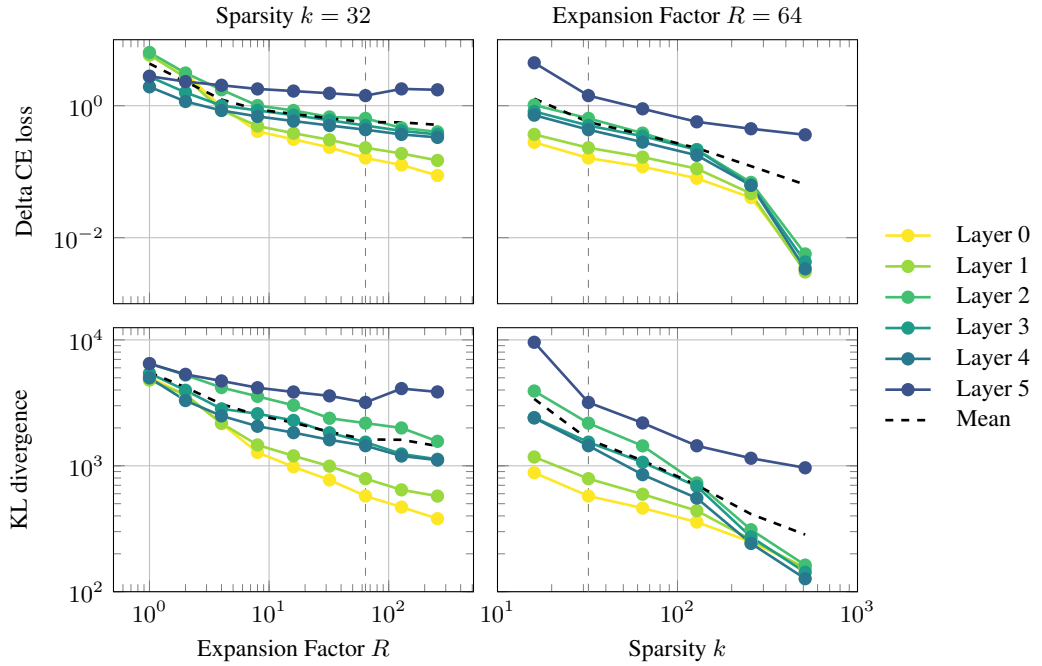 Sparsity k = 32
Expansion Factor R = 64
Delta CE loss
10^0
10^{-2}
KL divergence
10^4
10^3
10^2
10^0
10^1
10^2
Expansion Factor R
10^1
10^2
10^3
Sparsity k
Layer 0
Layer 1
Layer 2
Layer 3
Layer 4
Layer 5
Mean